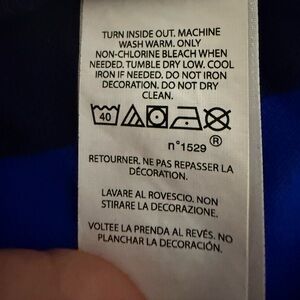 TURN INSIDE OUT. MACHINE
WASH WARM. ONLY
NON-CHLORINE BLEACH WHEN
NEEDED. TUMBLE DRY LOW. COOL
IRON IF NEEDED. DO NOT IRON
DECORATION. DO NOT DRY
CLEAN.
40
®
n°1529
RETOURNER. NE PAS REPASSER LA
DÉCORATION.
LAVARE AL ROVESCIO. NON
STIRARE LA DECORAZIONE.
VOLTEE LA PRENDA AL REVÉS. NO
PLANCHAR LA DECORACIÓN.